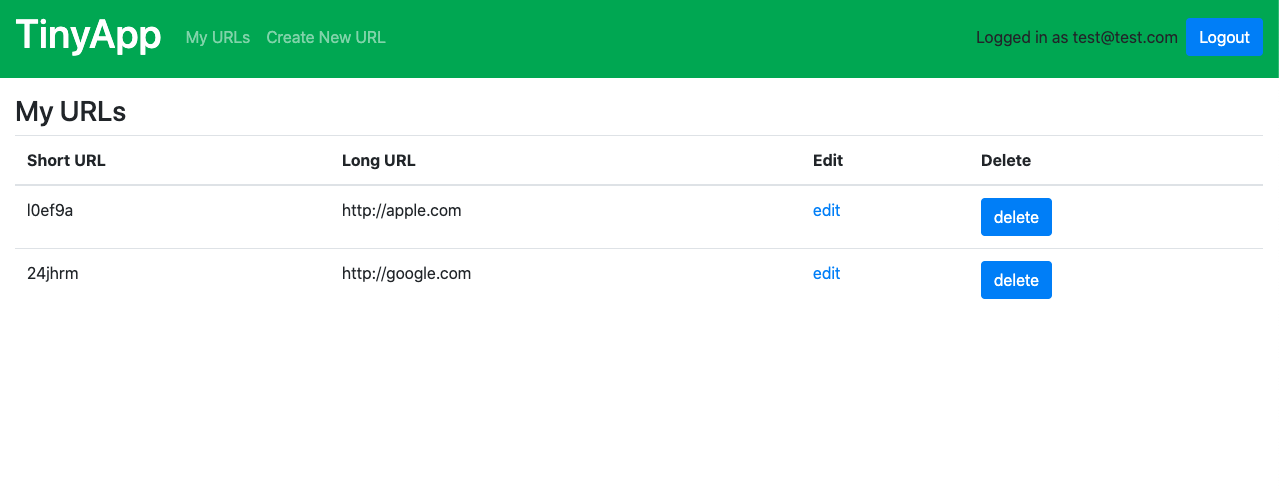 TinyApp My URLs Create New URL Logged in as test@test.com Logout
My URLs
Short URL Long URL Edit Delete
l0ef9a http://apple.com edit delete
24jhrm http://google.com edit delete